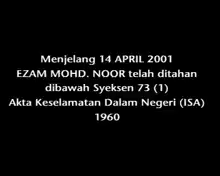 Menjelang 14 APRIL 2001
EZAM MOHD. NOOR telah ditahan
dibawah Syeksen 73 (1)
Akta Keselamatan Dalam Negeri (ISA)
1960